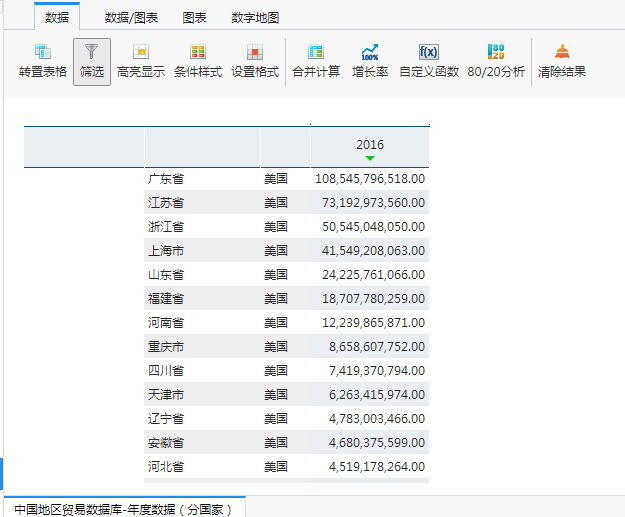 数据 数据/图表 图表 数字地图
转置表格 筛选 高亮显示 条件样式 设置格式 合并计算 增长率 自定义函数 80/20分析 清除结果
2016
广东省 美国 108,545,796,518.00
江苏省 美国 73,192,973,560.00
浙江省 美国 50,545,048,050.00
上海市 美国 41,549,208,063.00
山东省 美国 24,225,761,066.00
福建省 美国 18,707,780,259.00
河南省 美国 12,239,865,871.00
重庆市 美国 8,658,607,752.00
四川省 美国 7,419,370,794.00
天津市 美国 6,263,415,974.00
辽宁省 美国 4,783,003,466.00
安徽省 美国 4,680,375,599.00
河北省 美国 4,519,178,264.00
中国地区贸易数据库-年度数据（分国家）